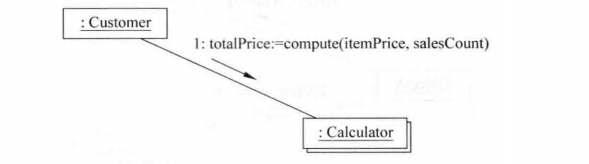 : Customer
1: totalPrice:=compute(itemPrice, salesCount)
: Calculator